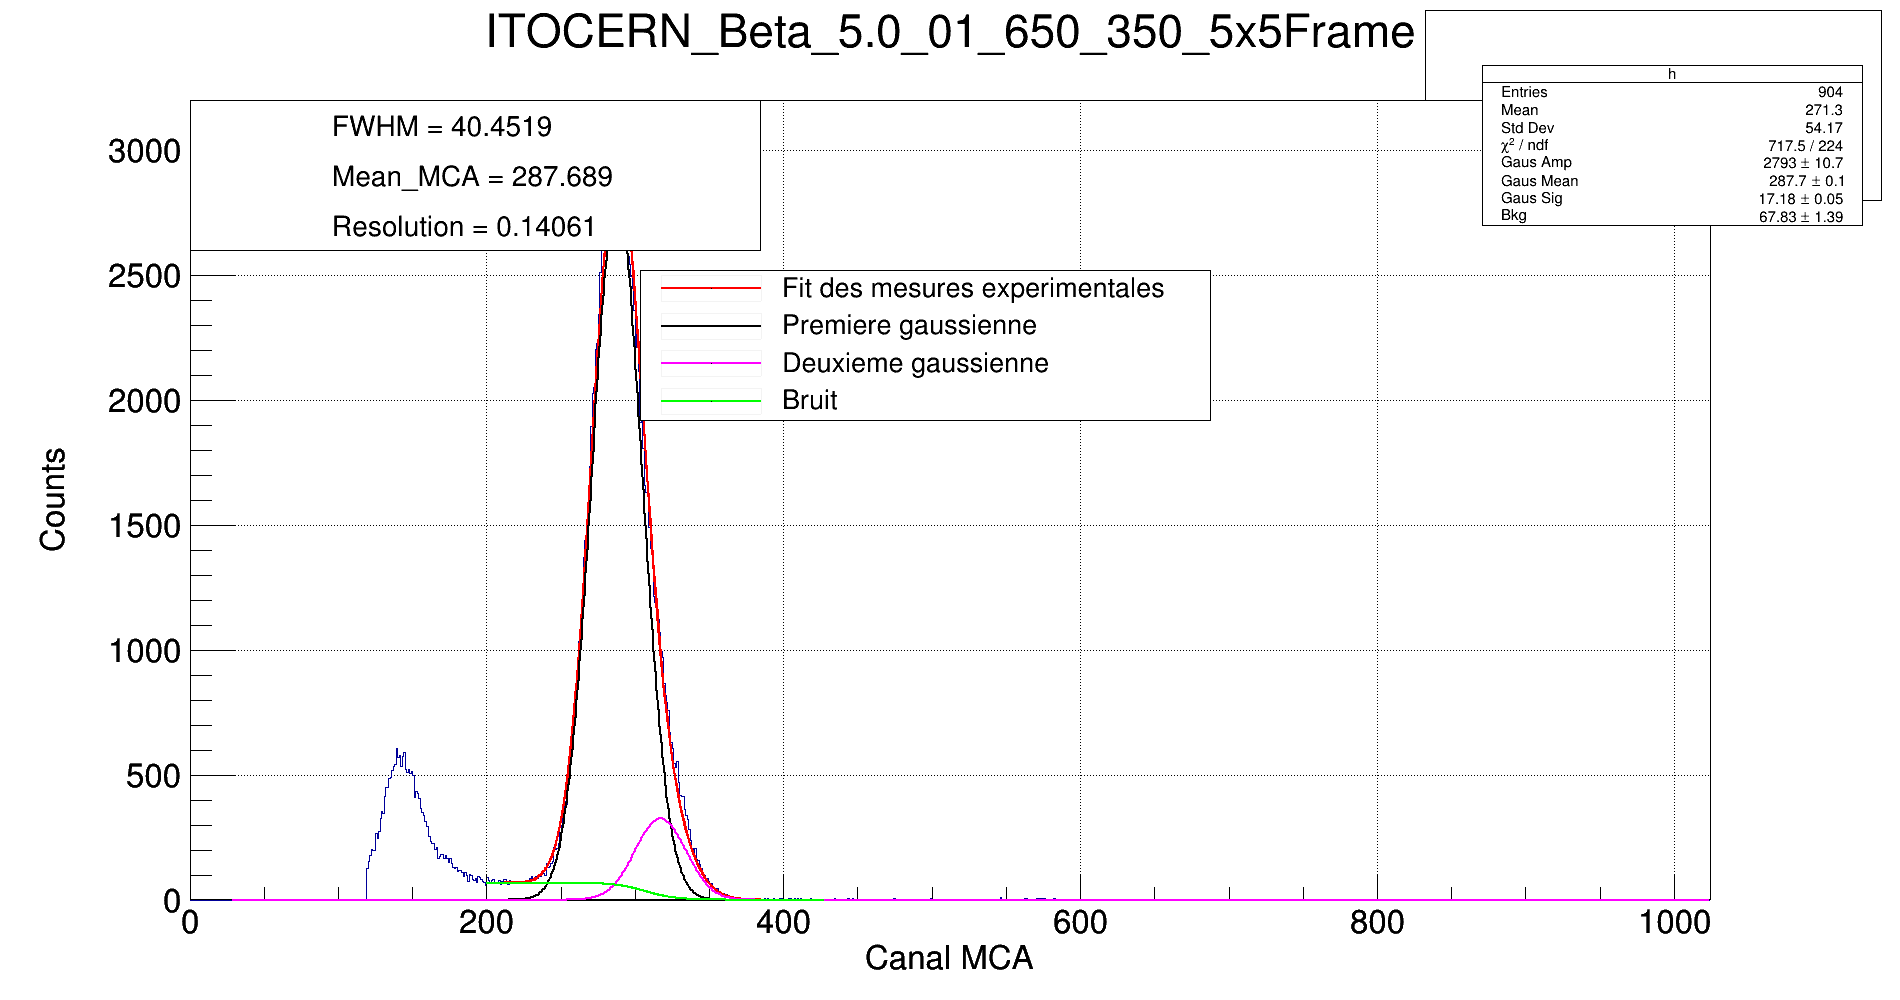 ITOCERN_Beta_5.0_01_650_350_5x5Frame
h
Entries 904
Mean 271.3
Std Dev 54.17
χ² / ndf 717.5 / 224
Gaus Amp 2793 ± 10.7
Gaus Mean 287.7 ± 0.1
Gaus Sig 17.18 ± 0.05
Bkg 67.83 ± 1.39
FWHM = 40.4519
Mean_MCA = 287.689
Resolution = 0.14061
Fit des mesures experimentales
Premiere gaussienne
Deuxieme gaussienne
Bruit
3000
2500
2000
1500
1000
500
0
Counts
0 200 400 600 800 1000
Canal MCA